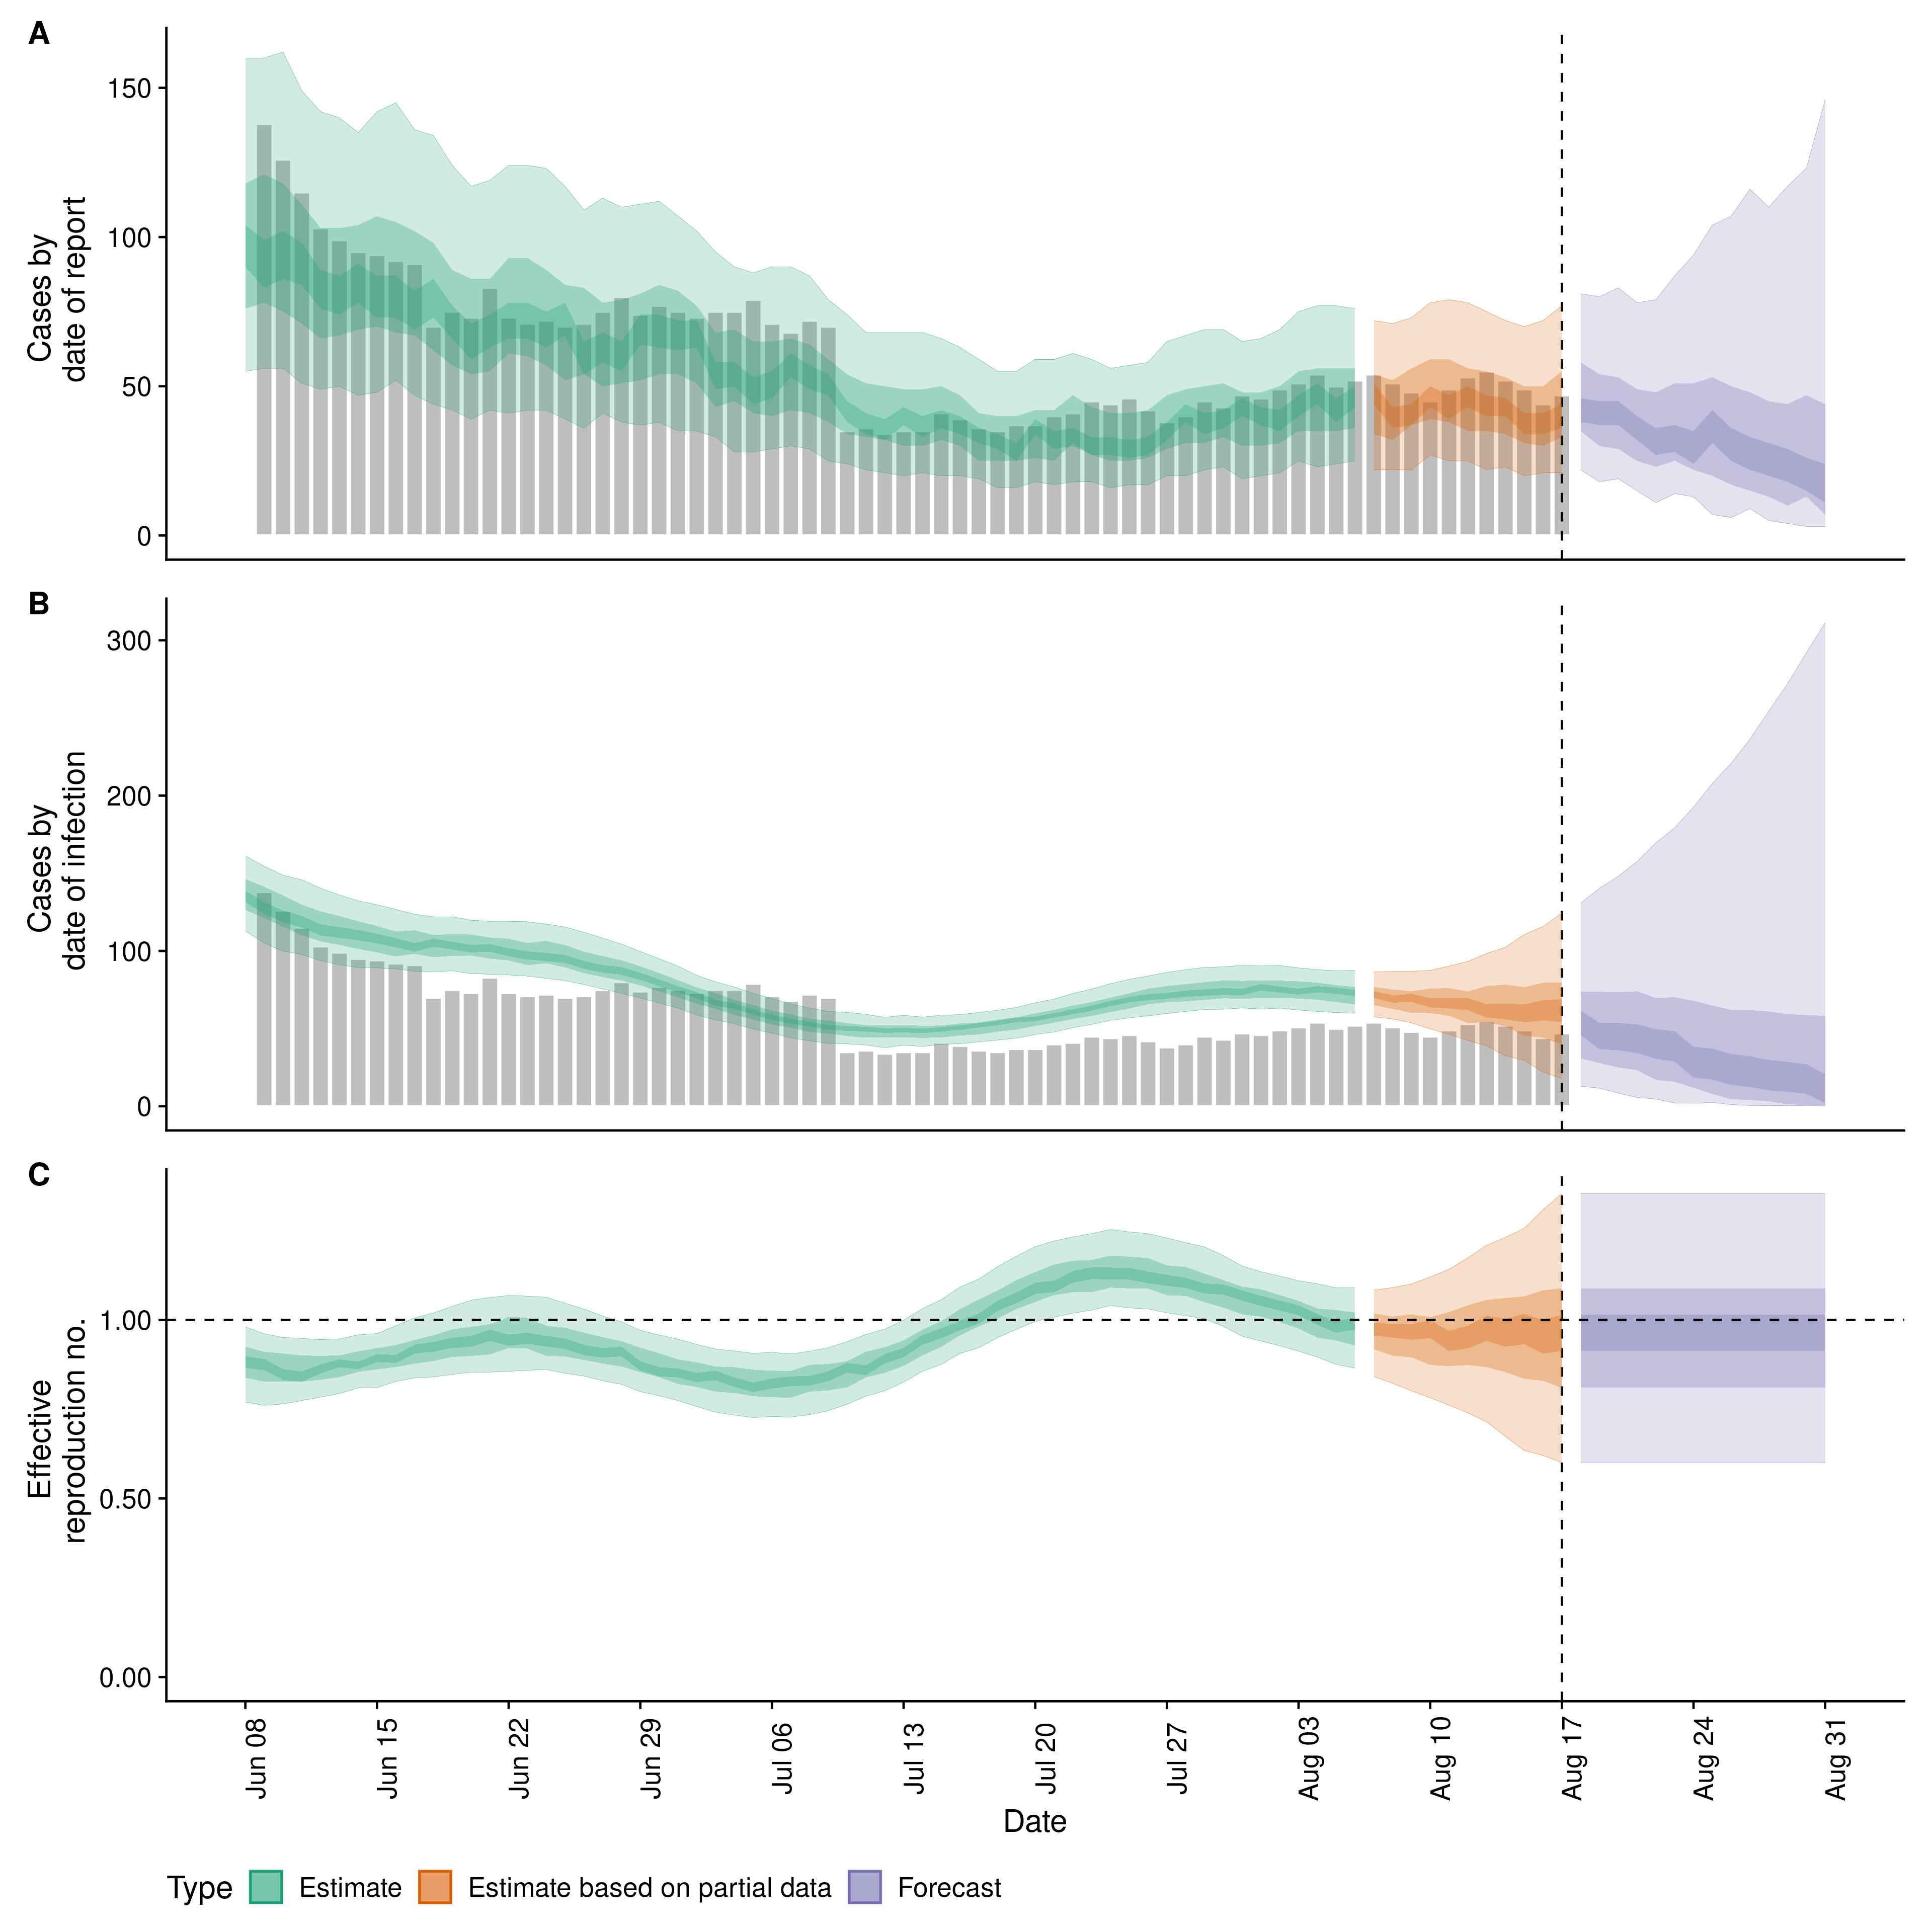 A
150
100
50
0
Cases by
date of report
B
300
200
100
0
Cases by
date of infection
C
1.00
0.50
0.00
Effective
reproduction no.
Jun 08
Jun 15
Jun 22
Jun 29
Jul 06
Jul 13
Jul 20
Jul 27
Aug 03
Aug 10
Aug 17
Aug 24
Aug 31
Date
Type Estimate Estimate based on partial data Forecast